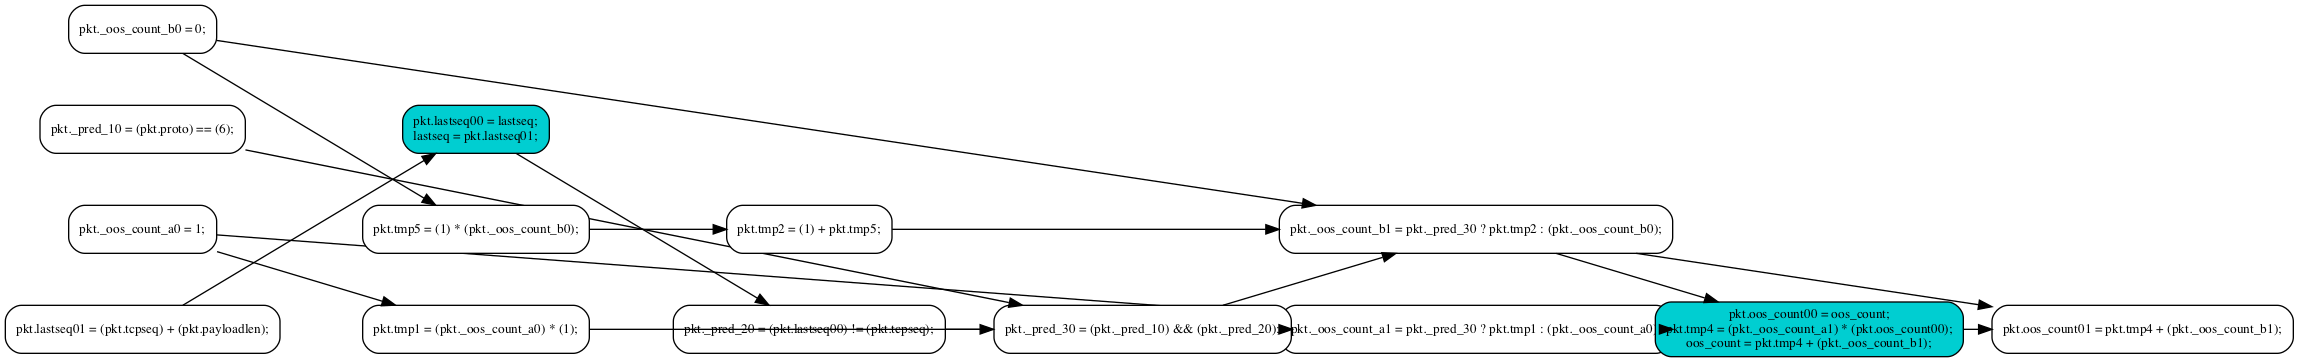 pkt._oos_count_b0 = 0;
pkt._pred_10 = (pkt.proto) == (6);
pkt.lastseq00 = lastseq;
lastseq = pkt.lastseq01;
pkt._oos_count_a0 = 1;
pkt.tmp5 = (1) * (pkt._oos_count_b0);
pkt.tmp2 = (1) + pkt.tmp5;
pkt._oos_count_b1 = pkt._pred_30 ? pkt.tmp2 : (pkt._oos_count_b0);
pkt.lastseq01 = (pkt.tcpseq) + (pkt.payloadlen);
pkt.tmp1 = (pkt._oos_count_a0) * (1);
pkt._pred_20 = (pkt.lastseq00) != (pkt.tcpseq);
pkt._pred_30 = (pkt._pred_10) && (pkt._pred_20);
pkt._oos_count_a1 = pkt._pred_30 ? pkt.tmp1 : (pkt._oos_count_a0)
pkt.oos_count00 = oos_count;
pkt.tmp4 = (pkt._oos_count_a1) * (pkt.oos_count00);
oos_count = pkt.tmp4 + (pkt._oos_count_b1);
pkt.oos_count01 = pkt.tmp4 + (pkt._oos_count_b1);